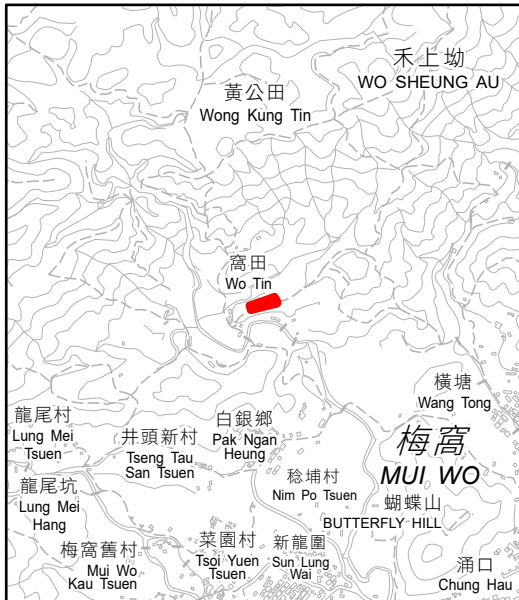 禾上坳
WO SHEUNG AU
黃公田
Wong Kung Tin
窩田
Wo Tin
橫塘
Wang Tong
龍尾村
Lung Mei
Tsuen
井頭新村
Tseng Tau
San Tsuen
白銀鄉
Pak Ngan
Heung
梅窩
MUI WO
龍尾坑
Lung Mei
Hang
稔埔村
Nim Po Tsuen
蝴蝶山
BUTTERFLY HILL
梅窩舊村
Mui Wo
Kau Tsuen
菜園村
Tsoi Yuen
Tsuen
新龍圍
Sun Lung
Wai
涌口
Chung Hau